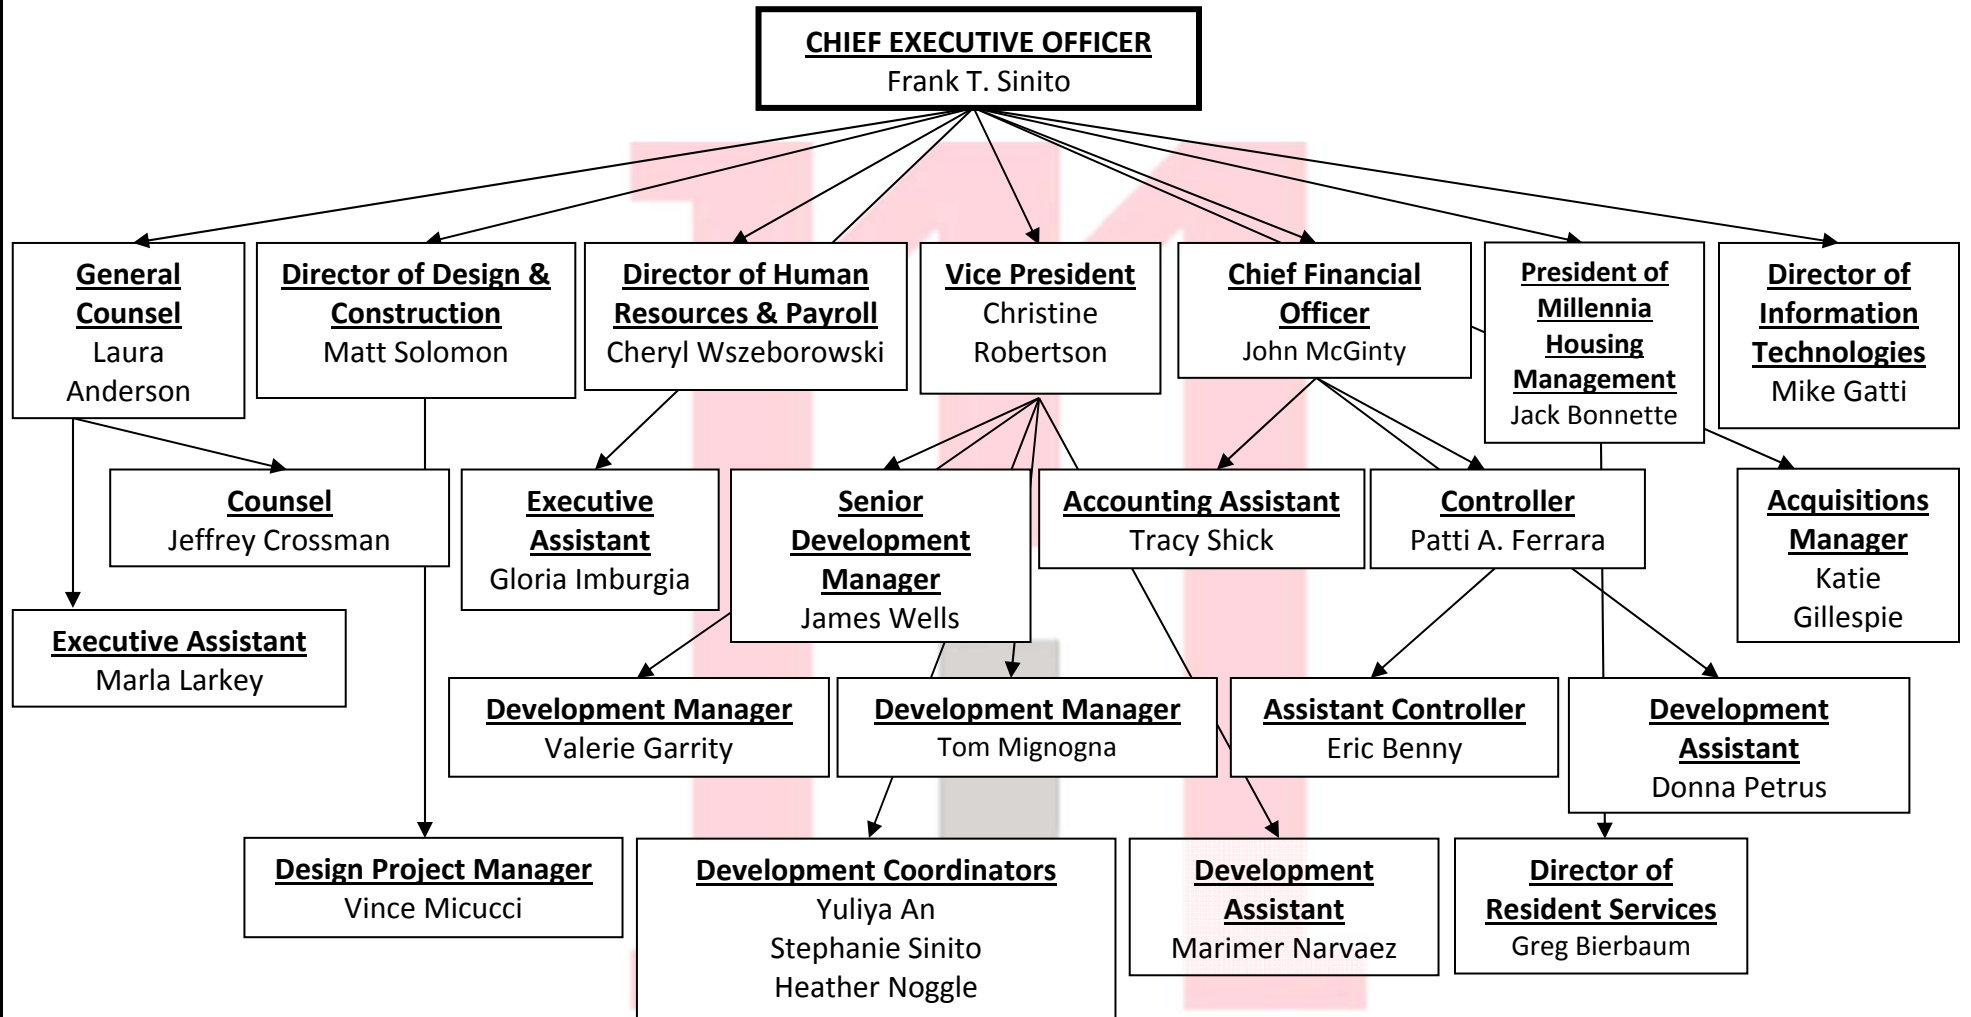 CHIEF EXECUTIVE OFFICER
Frank T. Sinito
General
Counsel
Laura
Anderson
Director of Design &
Construction
Matt Solomon
Director of Human
Resources & Payroll
Cheryl Wszeborowski
Vice President
Christine
Robertson
Chief Financial
Officer
John McGinty
President of
Millennia
Housing
Management
Jack Bonnette
Director of
Information
Technologies
Mike Gatti
Counsel
Jeffrey Crossman
Executive
Assistant
Gloria Imburgia
Senior
Development
Manager
James Wells
Accounting Assistant
Tracy Shick
Controller
Patti A. Ferrara
Acquisitions
Manager
Katie
Gillespie
Executive Assistant
Marla Larkey
Development Manager
Valerie Garrity
Development Manager
Tom Mignogna
Assistant Controller
Eric Benny
Development
Assistant
Donna Petrus
Design Project Manager
Vince Micucci
Development Coordinators
Yuliya An
Stephanie Sinito
Heather Noggle
Development
Assistant
Marimer Narvaez
Director of
Resident Services
Greg Bierbaum